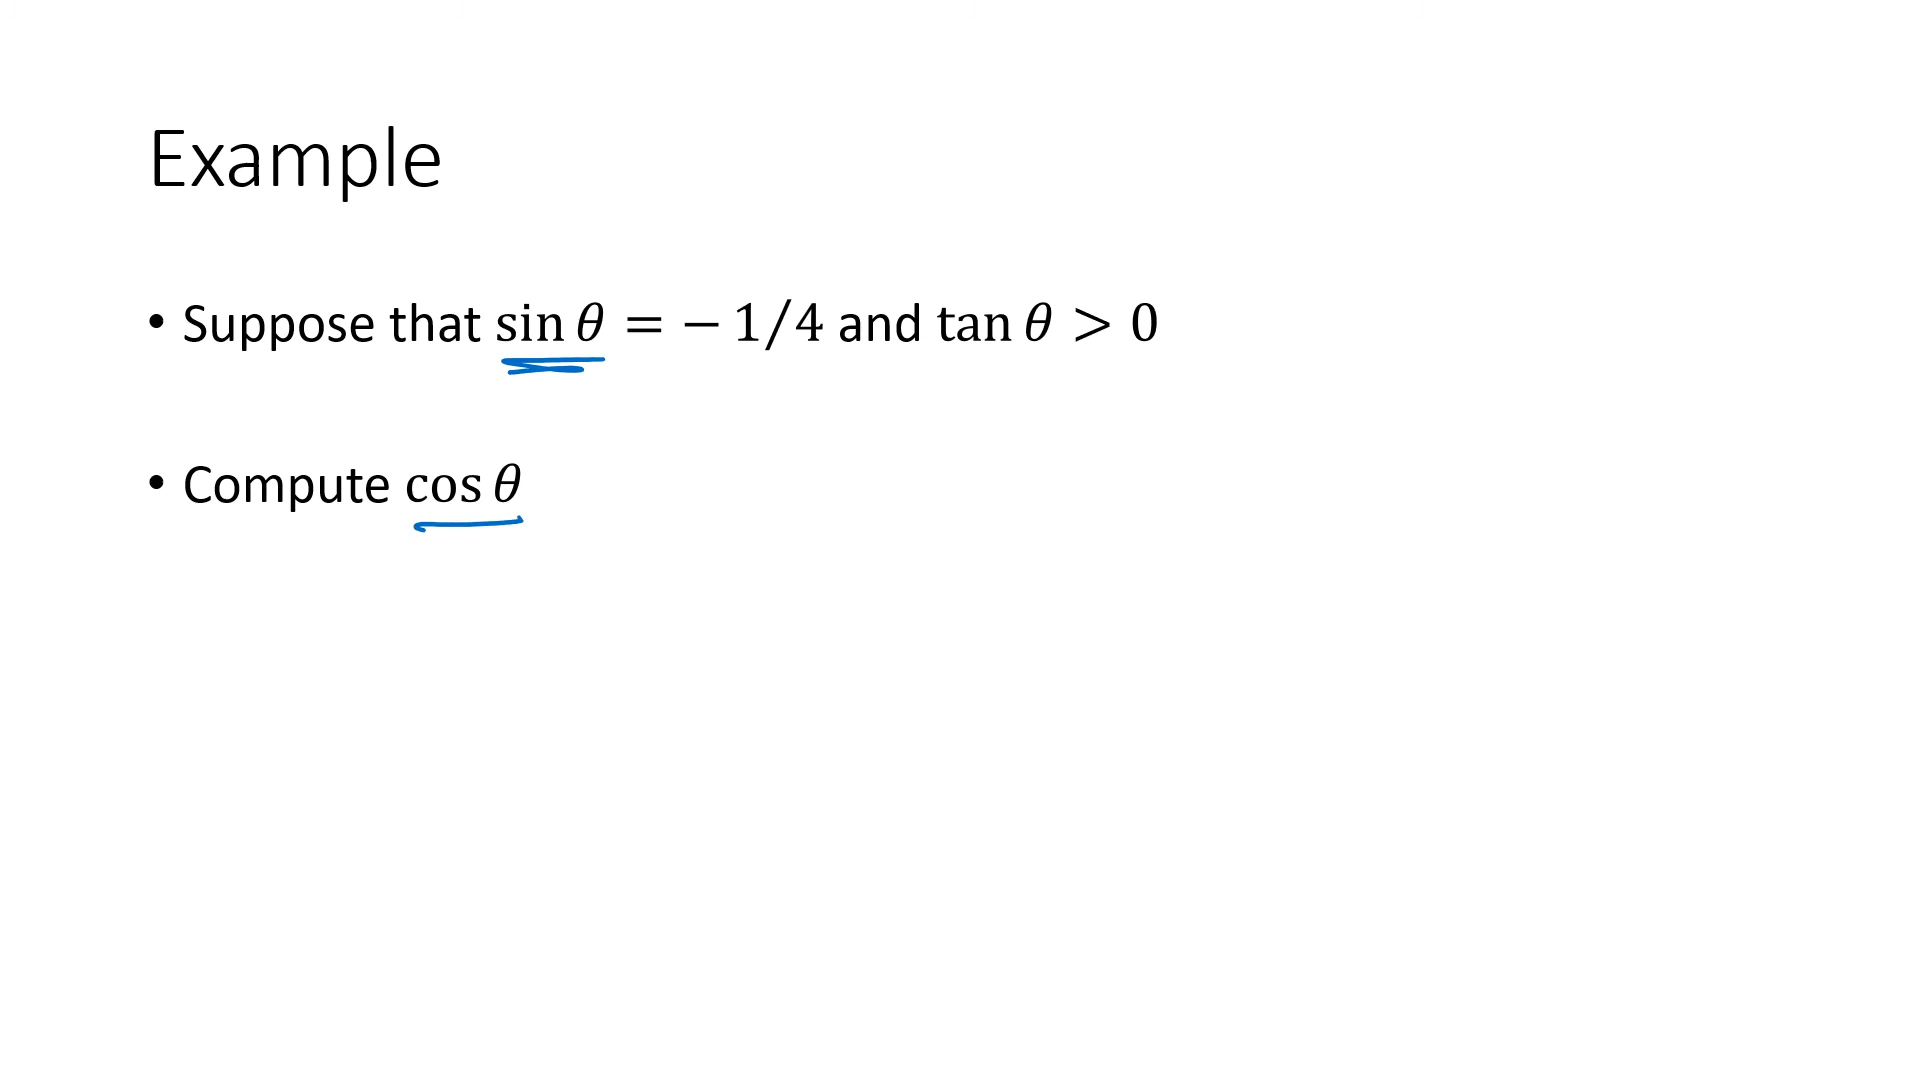 Example
• Suppose that sin θ = − 1/4 and tan θ > 0
• Compute cos θ